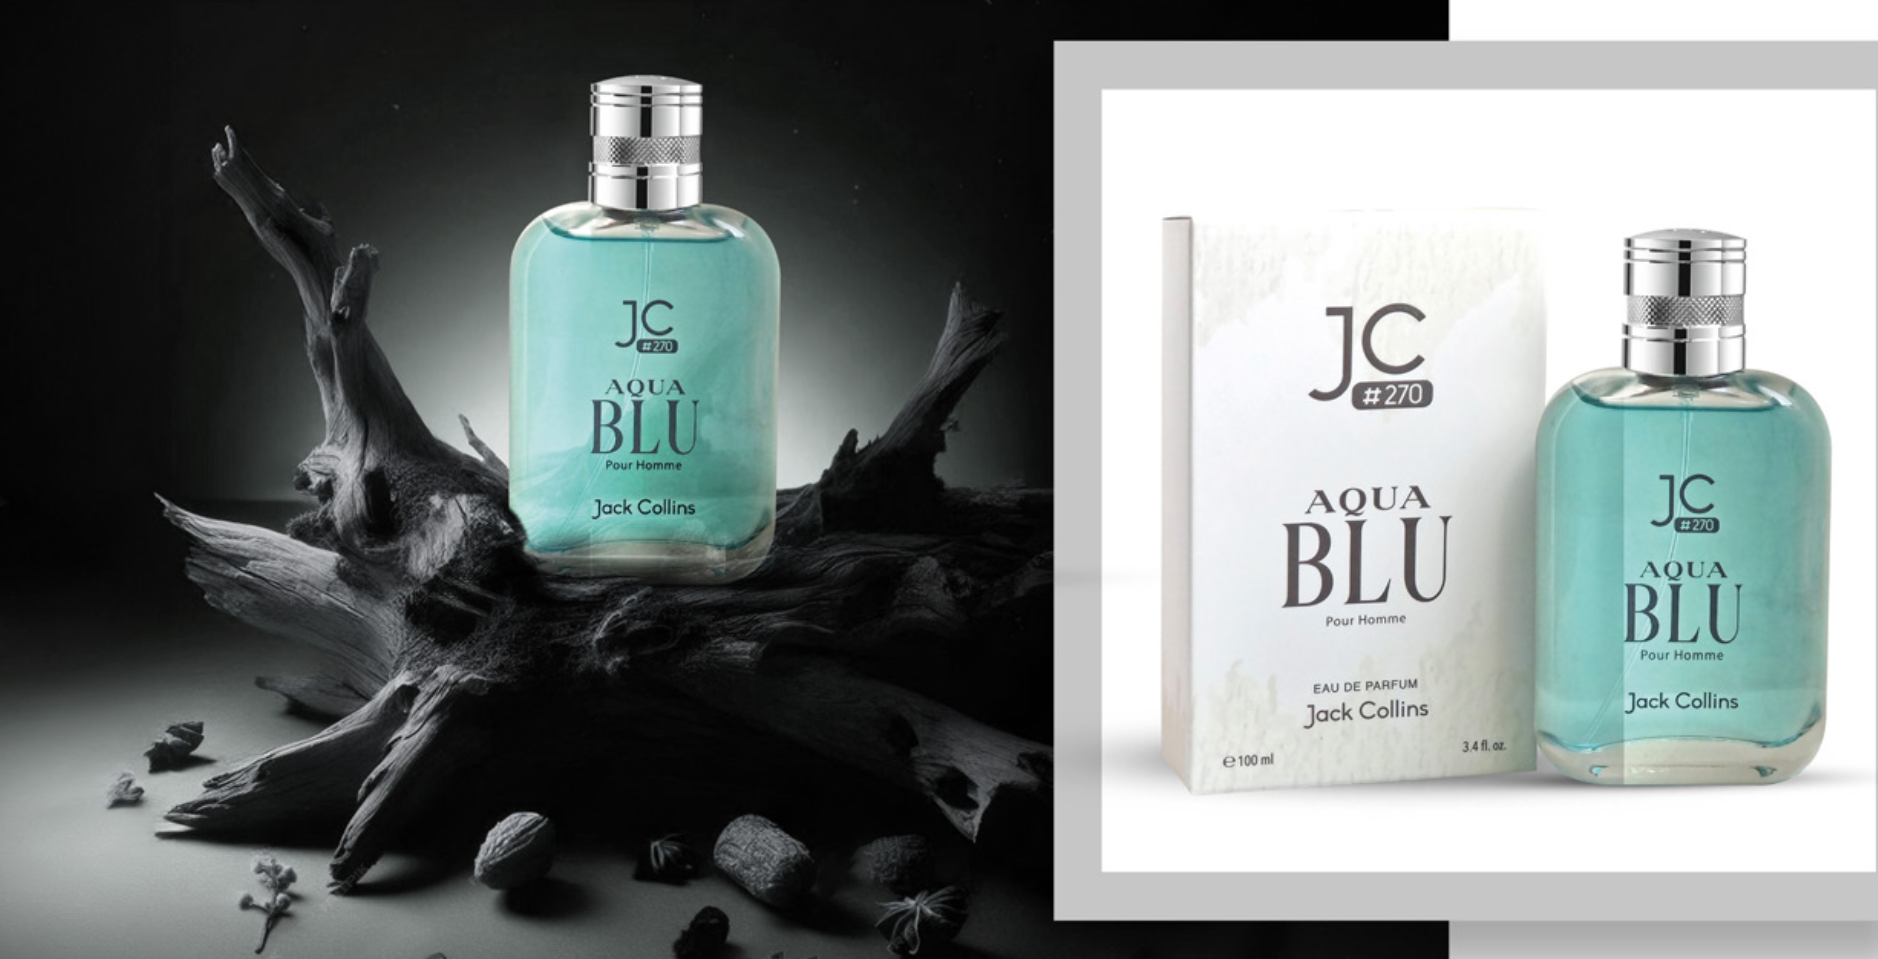 JC
#270
AQUA
BLU
Pour Homme
Jack Collins
JC
#270
AQUA
BLU
Pour Homme
EAU DE PARFUM
Jack Collins
℮100 ml
3.4 fl. oz.
JC
#270
AQUA
BLU
Pour Homme
Jack Collins